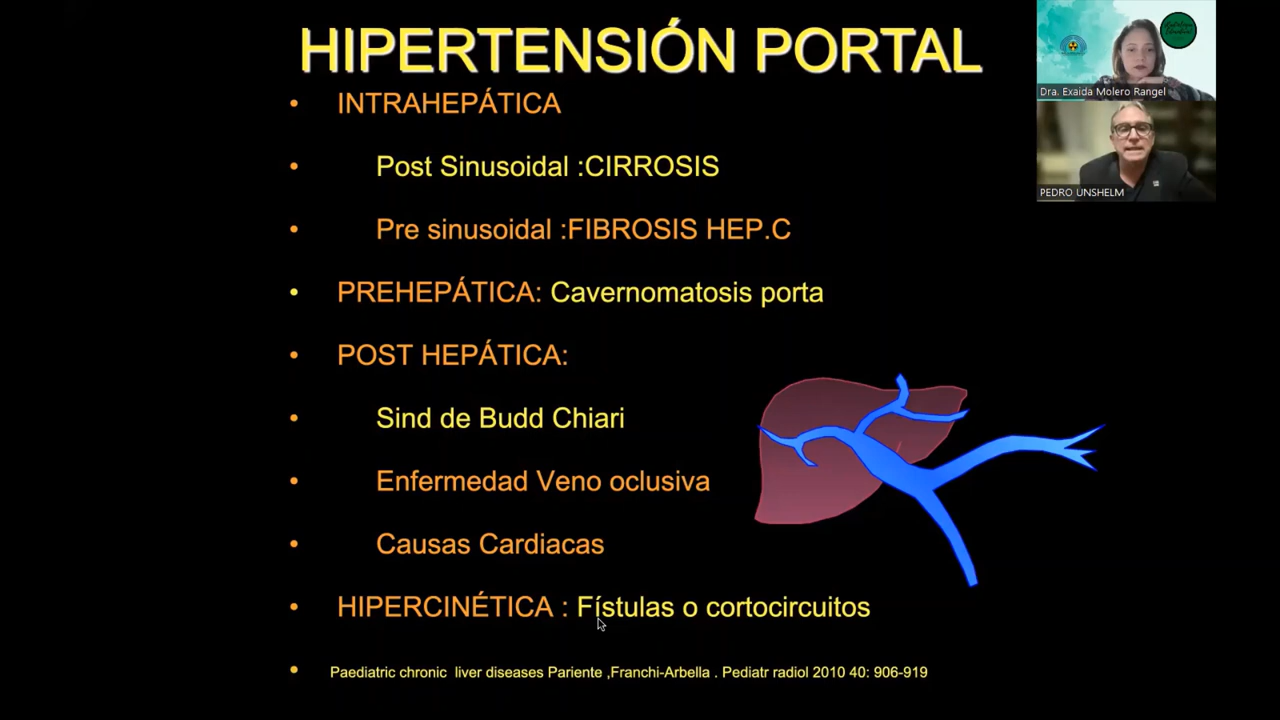 HIPERTENSIÓN PORTAL
• INTRAHEPÁTICA
• Post Sinusoidal :CIRROSIS
• Pre sinusoidal :FIBROSIS HEP.C
• PREHEPÁTICA: Cavernomatosis porta
• POST HEPÁTICA:
• Sind de Budd Chiari
• Enfermedad Veno oclusiva
• Causas Cardiacas
• HIPERCINÉTICA : Fístulas o cortocircuitos
• Paediatric chronic liver diseases Pariente ,Franchi-Arbella . Pediatr radiol 2010 40: 906-919
Dra. Exaida Molero Rangel
PEDRO UNSHELM